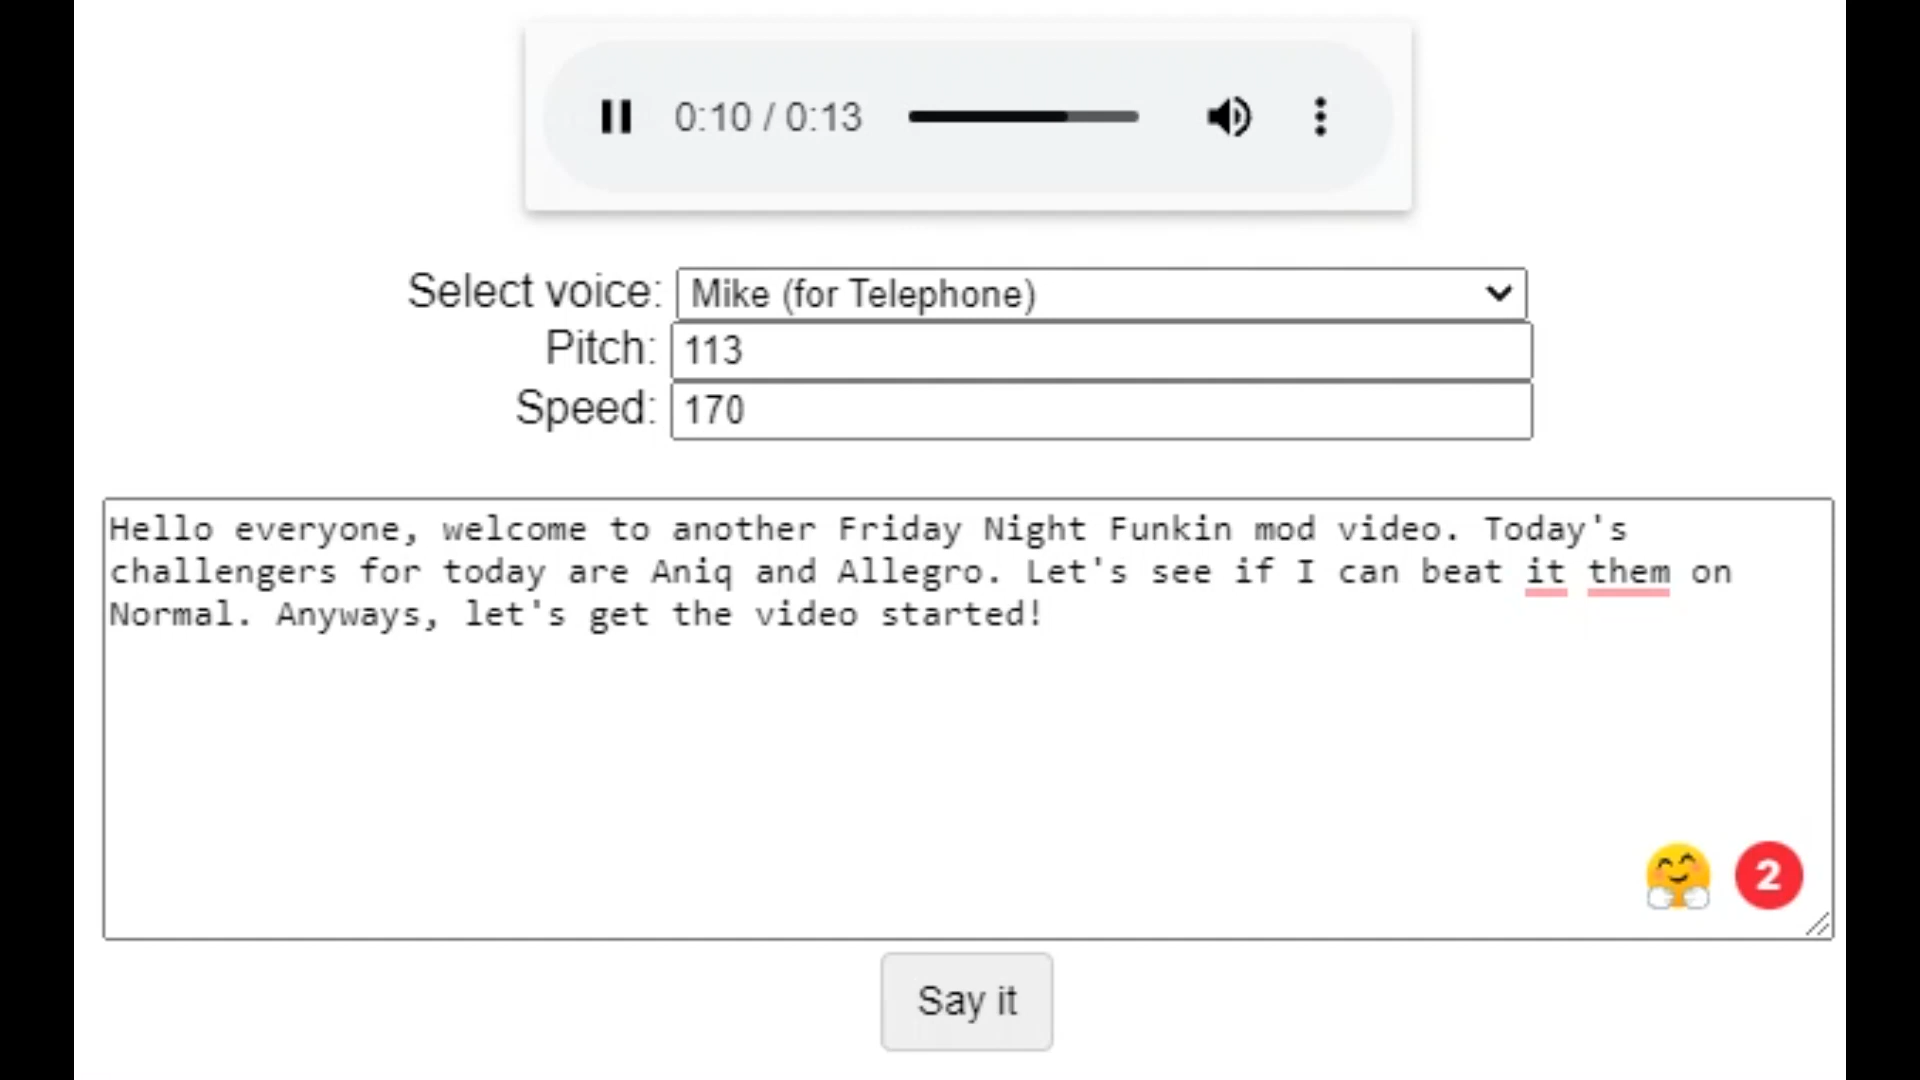 0:10 / 0:13
Select voice: Mike (for Telephone)
Pitch: 113
Speed: 170
Hello everyone, welcome to another Friday Night Funkin mod video. Today's
challengers for today are Aniq and Allegro. Let's see if I can beat it them on
Normal. Anyways, let's get the video started!
2
Say it